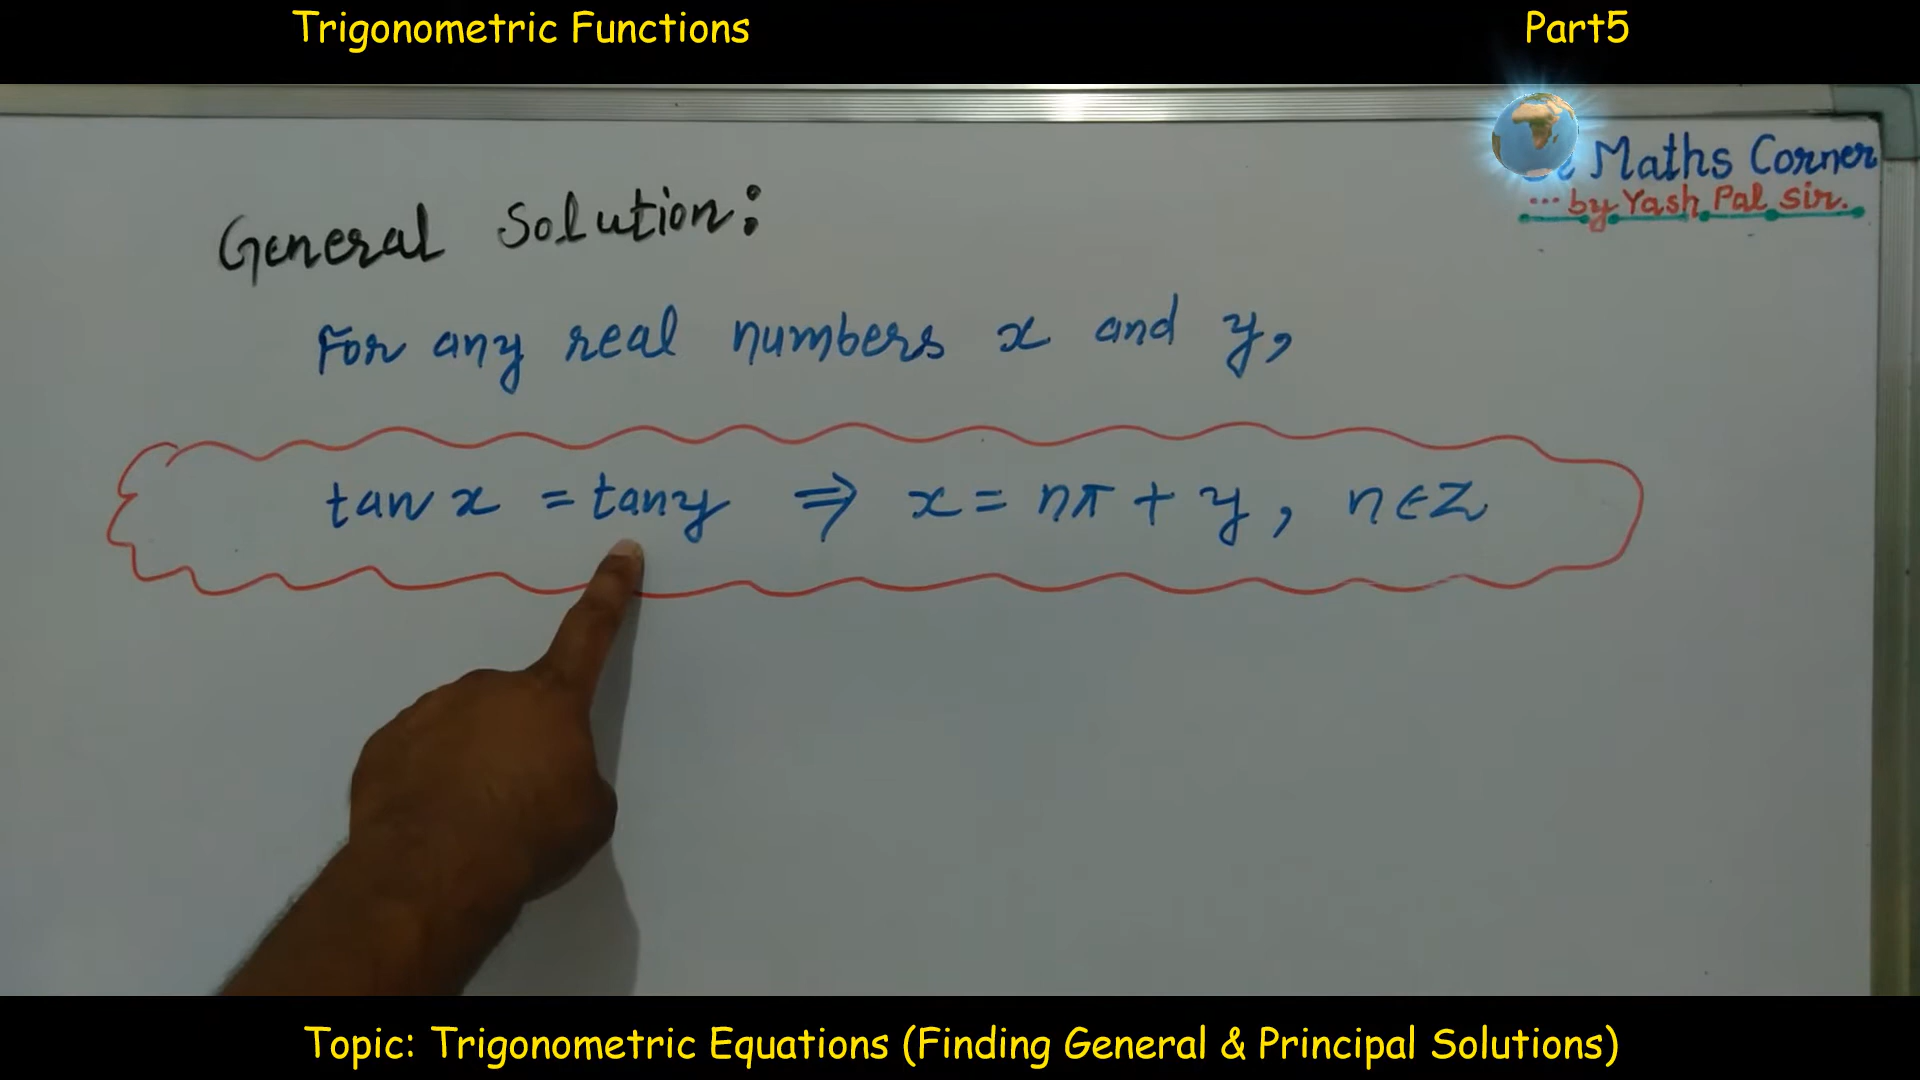 Trigonometric Functions
Part5
Maths Corner
... by Yash Pal Sir.
General Solution:
For any real numbers x and y,
tan x = tan y ⇒ x = nπ + y, n ∈ Z
Topic: Trigonometric Equations (Finding General & Principal Solutions)